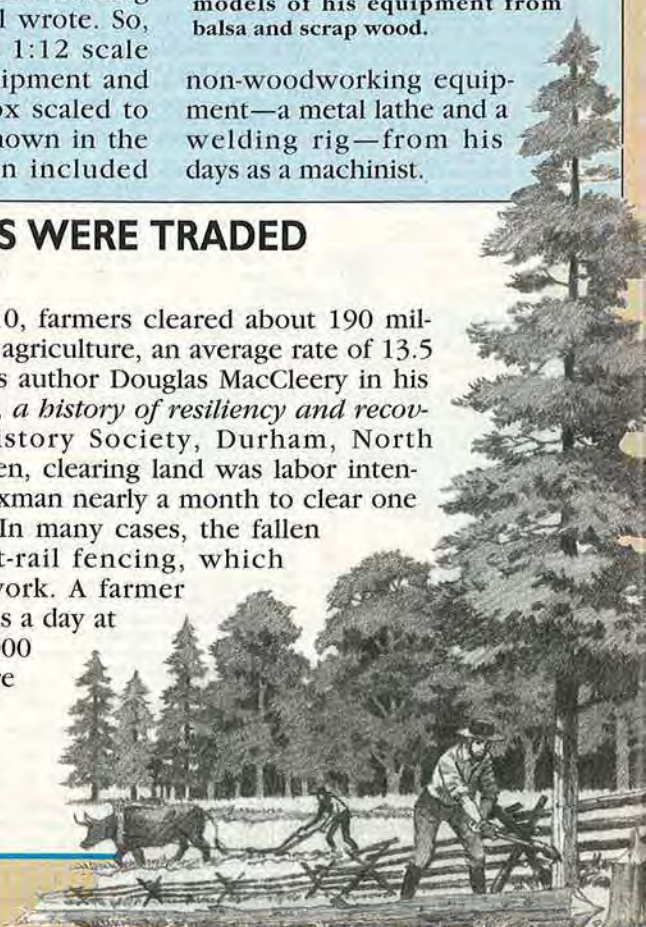 l wrote. So,
1:12 scale
ipment and
ox scaled to
nown in the
n included
models of his equipment from
balsa and scrap wood.
non-woodworking equip-
ment—a metal lathe and a
welding rig—from his
days as a machinist.
S WERE TRADED
0, farmers cleared about 190 mil-
agriculture, an average rate of 13.5
s author Douglas MacCleery in his
, a history of resiliency and recov-
istory Society, Durham, North
en, clearing land was labor inten-
xman nearly a month to clear one
In many cases, the fallen
t-rail fencing, which
work. A farmer
s a day at
00
re